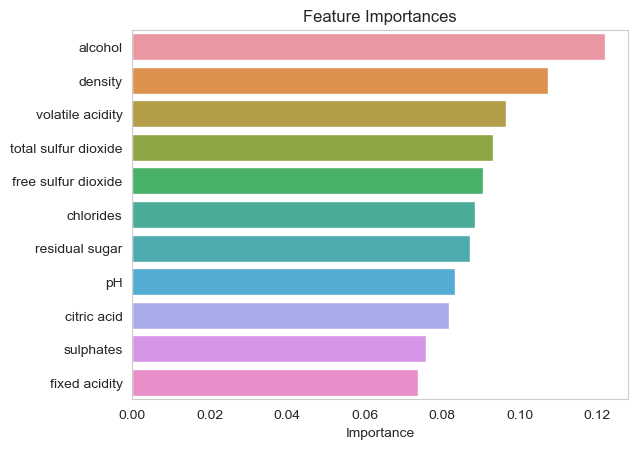 Feature Importances
alcohol
density
volatile acidity
total sulfur dioxide
free sulfur dioxide
chlorides
residual sugar
pH
citric acid
sulphates
fixed acidity
0.00 0.02 0.04 0.06 0.08 0.10 0.12
Importance